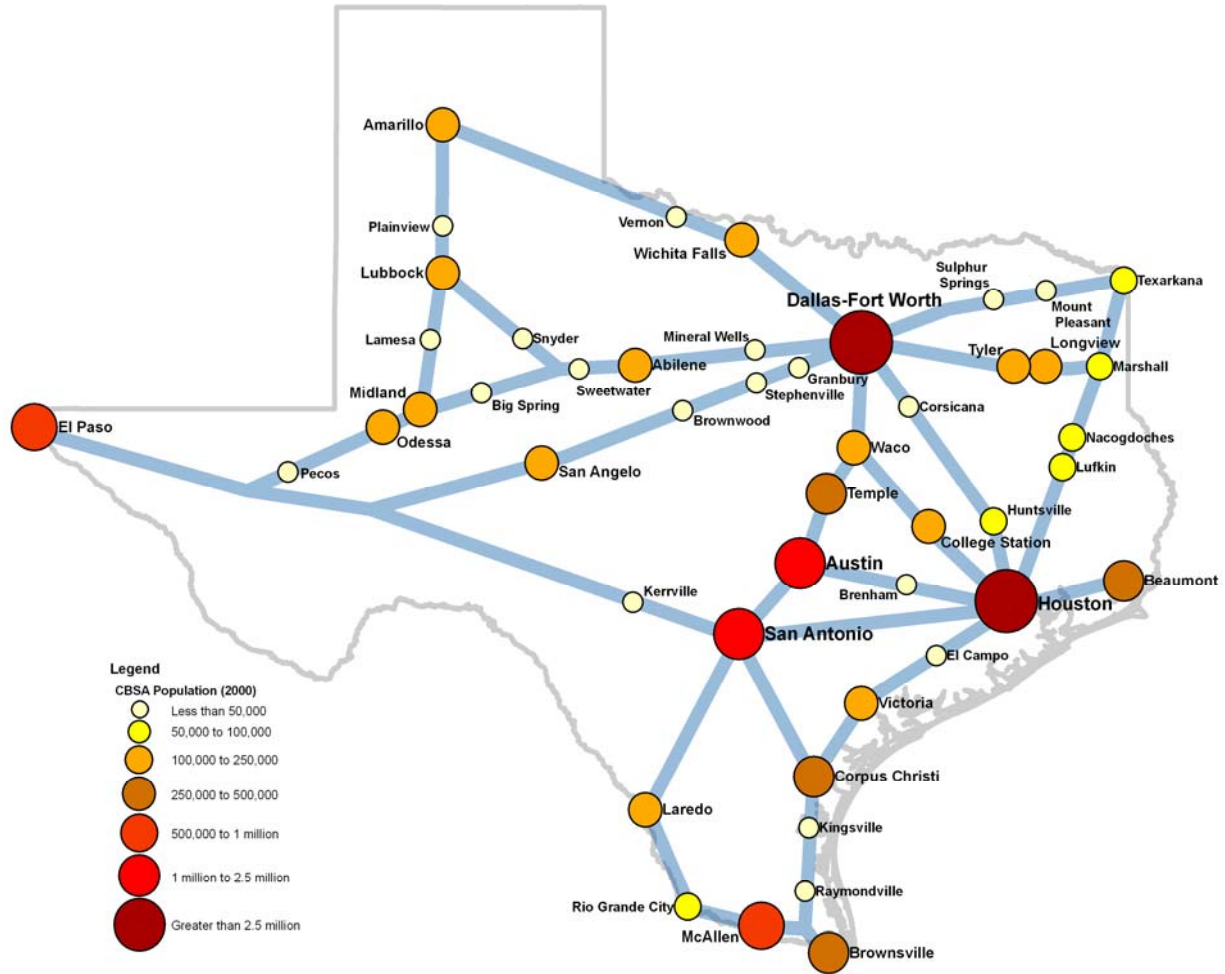 Amarillo
Plainview
Lubbock
Lamesa
Snyder
Vernon
Wichita Falls
Dallas-Fort Worth
Sulphur
Springs
Mount
Pleasant
Texarkana
Mineral Wells
Tyler
Longview
Marshall
Midland
Abilene
Granbury
Stephenville
Sweetwater
Big Spring
Brownwood
Corsicana
El Paso
Odessa
Pecos
San Angelo
Waco
Nacogdoches
Lufkin
Temple
Huntsville
College Station
Austin
Brenham
Beaumont
Houston
Kerrville
San Antonio
El Campo
Victoria
Corpus Christi
Laredo
Kingsville
Raymondville
Rio Grande City
McAllen
Brownsville
Legend
CBSA Population (2000)
Less than 50,000
50,000 to 100,000
100,000 to 250,000
250,000 to 500,000
500,000 to 1 million
1 million to 2.5 million
Greater than 2.5 million